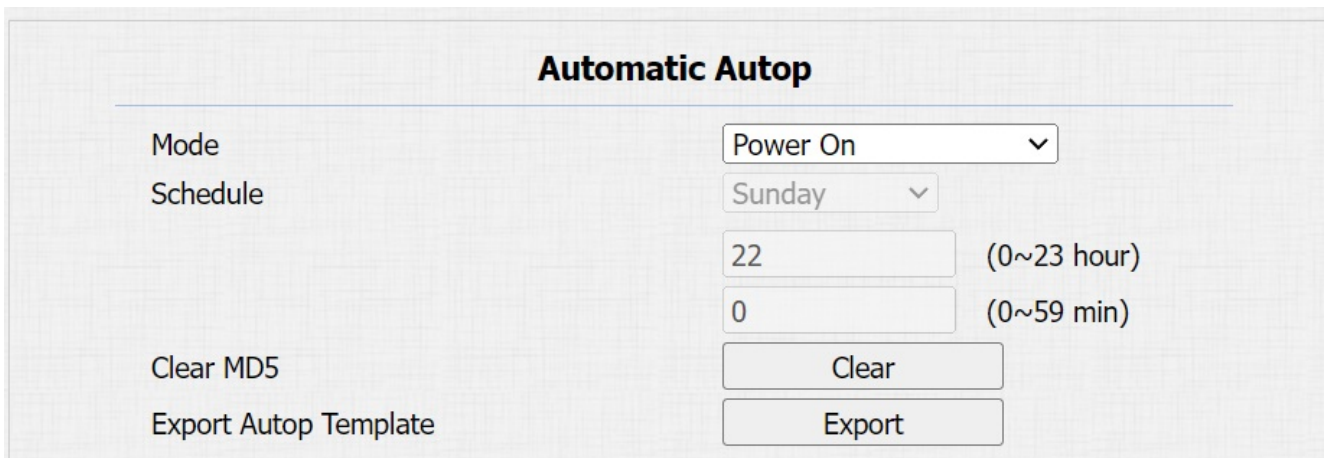 Automatic Autop
Mode Power On
Schedule Sunday
22 (0~23 hour)
0 (0~59 min)
Clear MD5 Clear
Export Autop Template Export